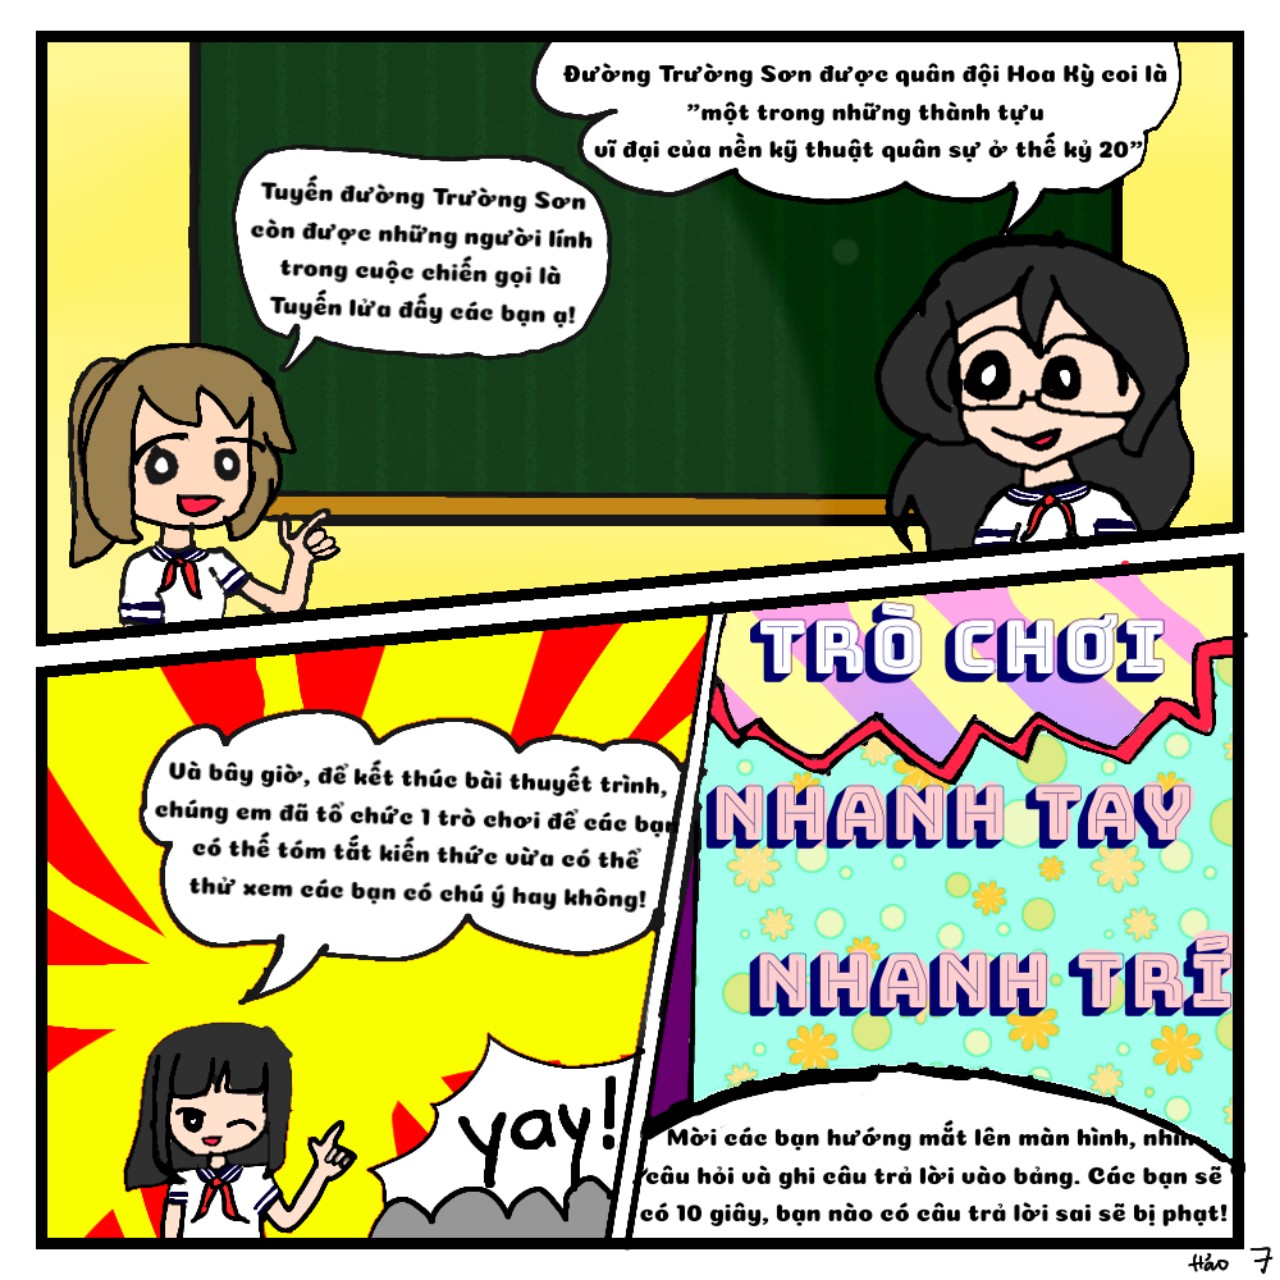 Đường Trường Sơn được quân đội Hoa Kỳ coi là
”một trong những thành tựu
vĩ đại của nền kỹ thuật quân sự ở thế kỷ 20”
Tuyến đường Trường Sơn
còn được những người lính
trong cuộc chiến gọi là
Tuyến lửa đấy các bạn ạ!
Và bây giờ, để kết thúc bài thuyết trình,
chúng em đã tổ chức 1 trò chơi để các bạn
có thể tóm tắt kiến thức vừa có thể
thử xem các bạn có chú ý hay không!
yay!
TRÒ CHƠI
NHANH TAY
NHANH TRÍ
Mời các bạn hướng mắt lên màn hình, nhìn
câu hỏi và ghi câu trả lời vào bảng. Các bạn sẽ
có 10 giây, bạn nào có câu trả lời sai sẽ bị phạt!
Hảo 7